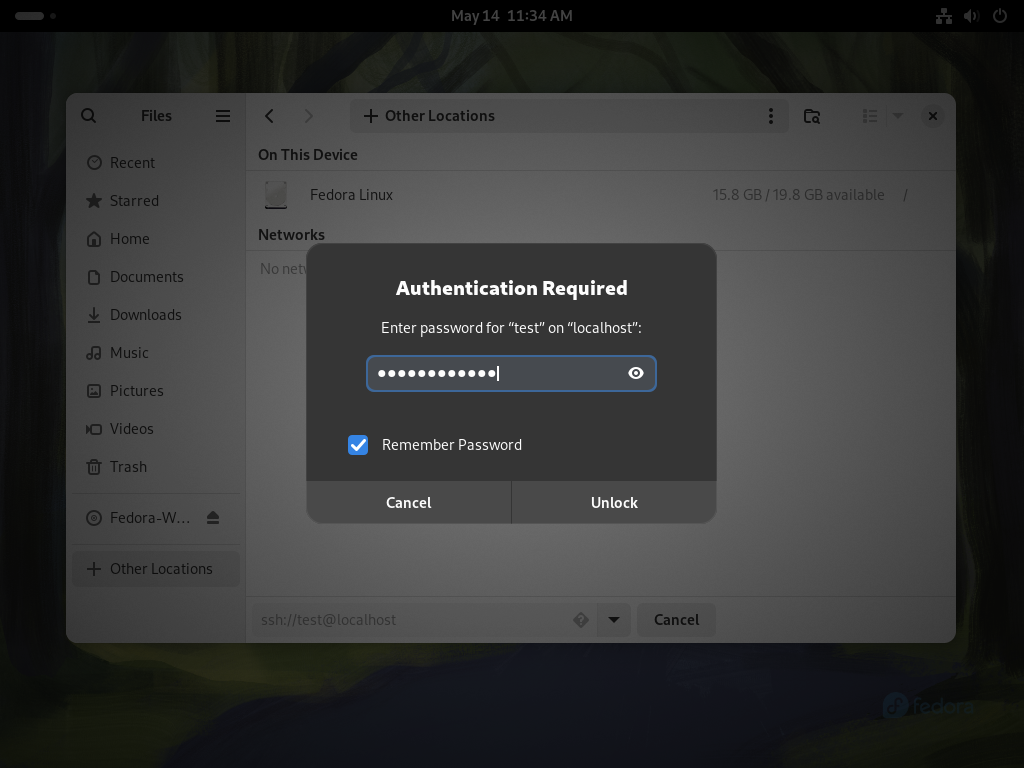 May 14 11:34 AM
Files
Other Locations
Recent
Starred
Home
Documents
Downloads
Music
Pictures
Videos
Trash
Fedora-W…
Other Locations
On This Device
Fedora Linux 15.8 GB / 19.8 GB available /
Networks
No netw
Authentication Required
Enter password for “test” on “localhost”:
Remember Password
Cancel Unlock
ssh://test@localhost
Cancel
fedora